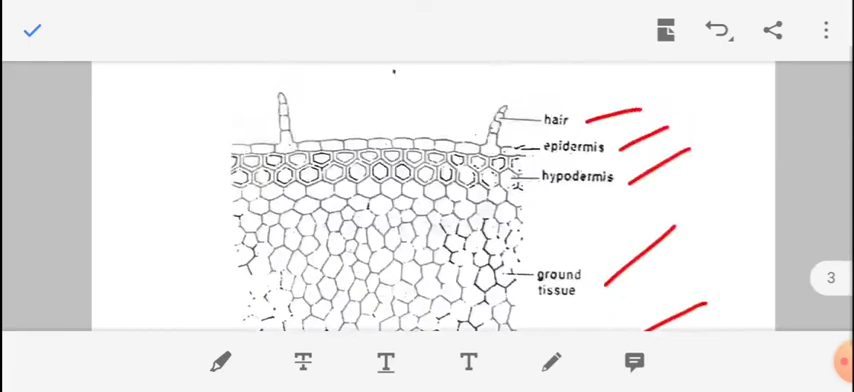 hair
epidermis
hypodermis
ground
tissue
3
T
T
T